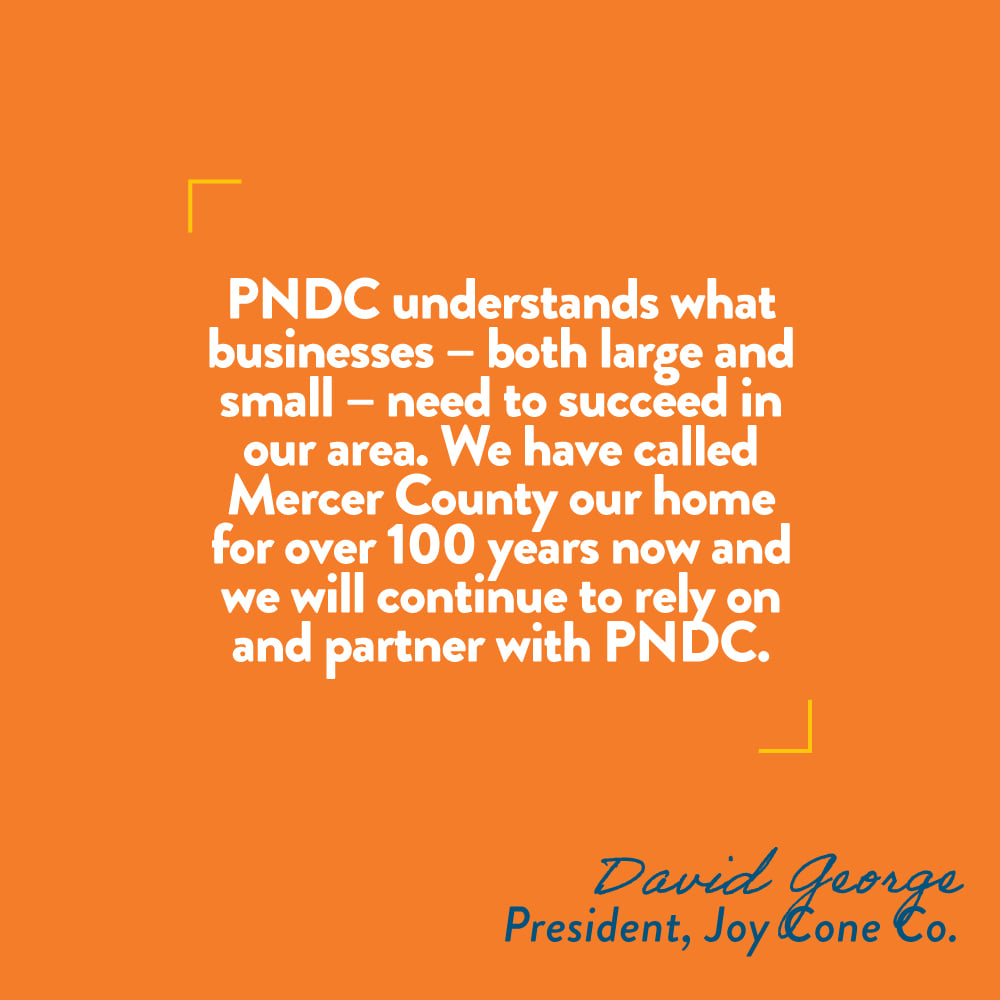 PNDC understands what
businesses – both large and
small – need to succeed in
our area. We have called
Mercer County our home
for over 100 years now and
we will continue to rely on
and partner with PNDC.
David George
President, Joy Cone Co.